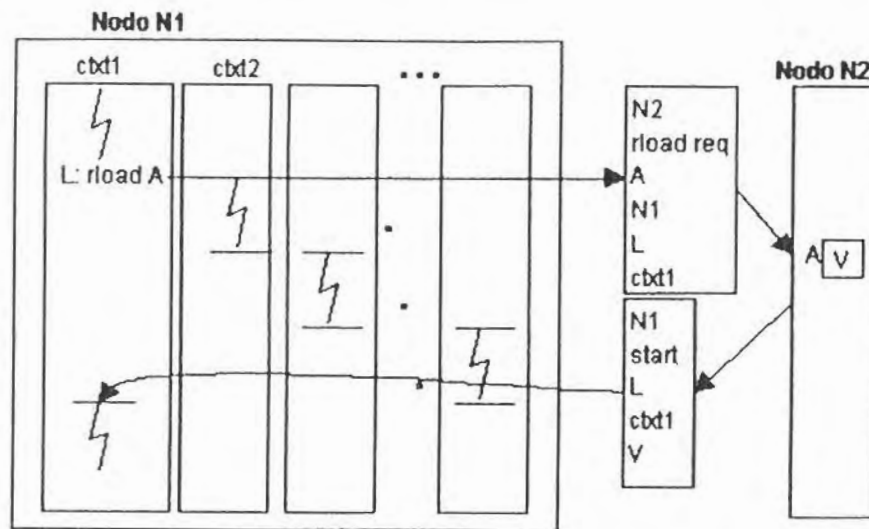 Nodo N1
ctxt1
ctxt2
...
Nodo N2
L: rload A
N2
rload req
A
N1
L
ctxt1
A V
N1
start
L
ctxt1
V